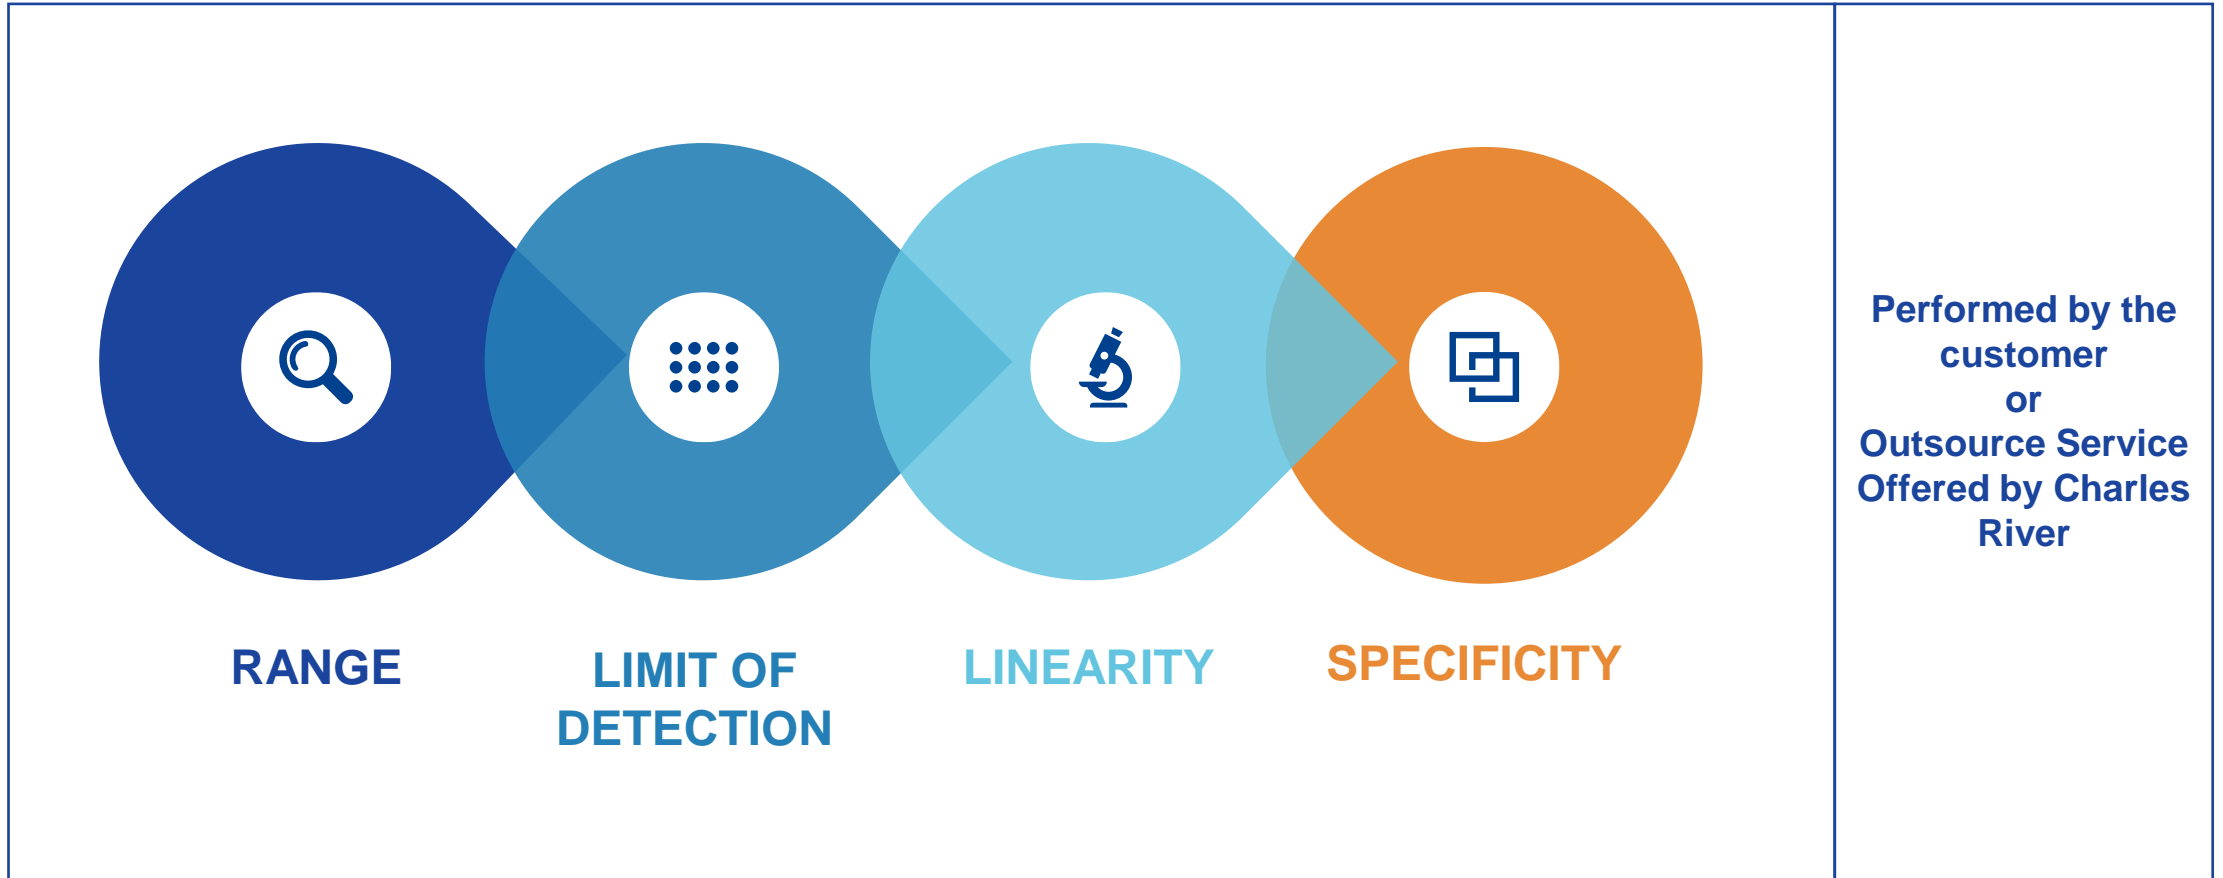 RANGE
LIMIT OF
DETECTION
LINEARITY
SPECIFICITY
Performed by the
customer
or
Outsource Service
Offered by Charles
River